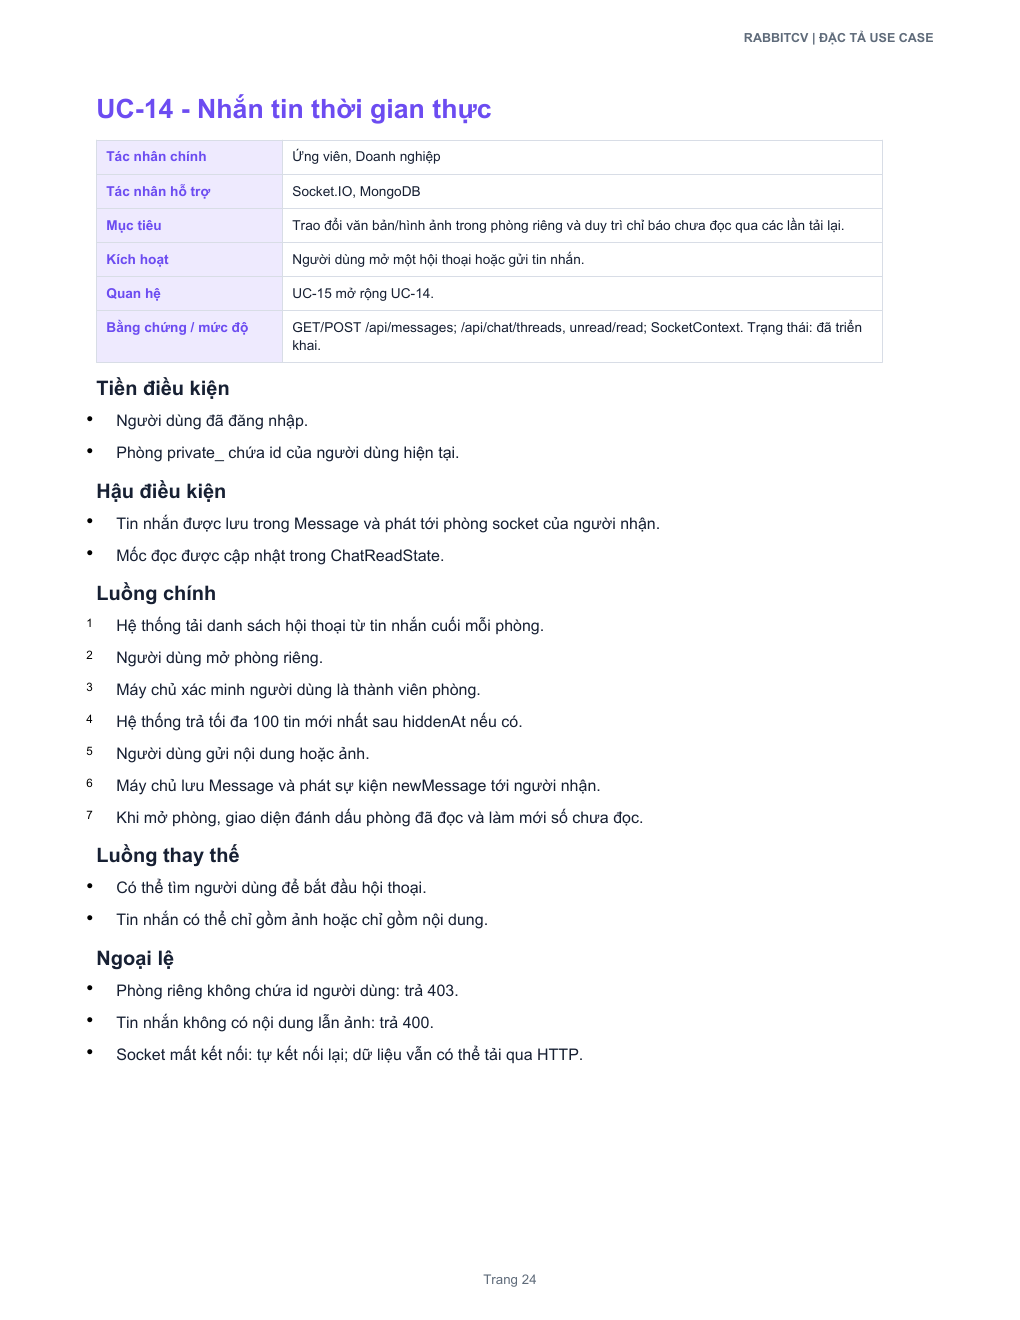 RABBITCV | ĐẶC TẢ USE CASE
UC-14 - Nhắn tin thời gian thực
Tác nhân chính
Ứng viên, Doanh nghiệp
Tác nhân hỗ trợ
Socket.IO, MongoDB
Mục tiêu
Trao đổi văn bản/hình ảnh trong phòng riêng và duy trì chỉ báo chưa đọc qua các lần tải lại.
Kích hoạt
Người dùng mở một hội thoại hoặc gửi tin nhắn.
Quan hệ
UC-15 mở rộng UC-14.
Bằng chứng / mức độ
GET/POST /api/messages; /api/chat/threads, unread/read; SocketContext. Trạng thái: đã triển
khai.
Tiền điều kiện
• Người dùng đã đăng nhập.
• Phòng private_ chứa id của người dùng hiện tại.
Hậu điều kiện
• Tin nhắn được lưu trong Message và phát tới phòng socket của người nhận.
• Mốc đọc được cập nhật trong ChatReadState.
Luồng chính
1 Hệ thống tải danh sách hội thoại từ tin nhắn cuối mỗi phòng.
2 Người dùng mở phòng riêng.
3 Máy chủ xác minh người dùng là thành viên phòng.
4 Hệ thống trả tối đa 100 tin mới nhất sau hiddenAt nếu có.
5 Người dùng gửi nội dung hoặc ảnh.
6 Máy chủ lưu Message và phát sự kiện newMessage tới người nhận.
7 Khi mở phòng, giao diện đánh dấu phòng đã đọc và làm mới số chưa đọc.
Luồng thay thế
• Có thể tìm người dùng để bắt đầu hội thoại.
• Tin nhắn có thể chỉ gồm ảnh hoặc chỉ gồm nội dung.
Ngoại lệ
• Phòng riêng không chứa id người dùng: trả 403.
• Tin nhắn không có nội dung lẫn ảnh: trả 400.
• Socket mất kết nối: tự kết nối lại; dữ liệu vẫn có thể tải qua HTTP.
Trang 24